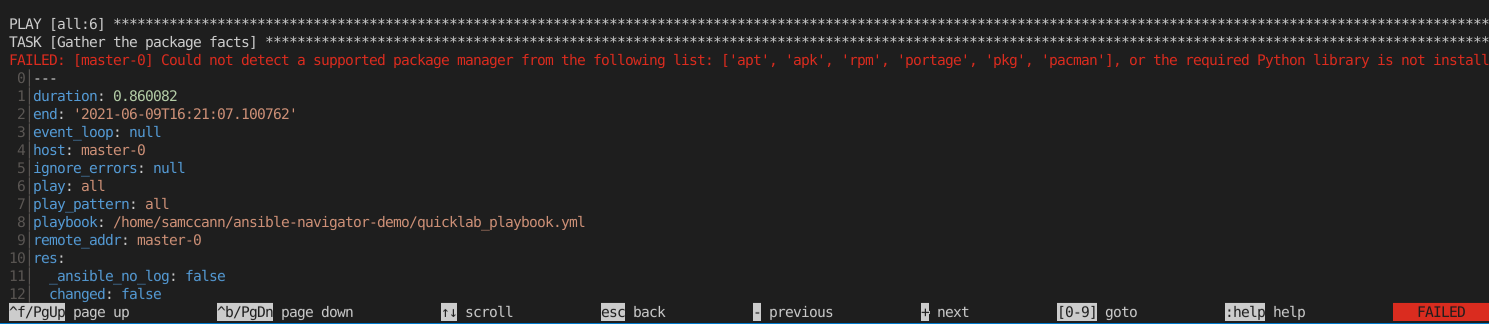 PLAY [all:6] ****************************************************************************************************************************************************************************
TASK [Gather the package facts] *********************************************************************************************************************************************************
FAILED: [master-0] Could not detect a supported package manager from the following list: ['apt', 'apk', 'rpm', 'portage', 'pkg', 'pacman'], or the required Python library is not install
0|---
1|duration: 0.860082
2|end: '2021-06-09T16:21:07.100762'
3|event_loop: null
4|host: master-0
5|ignore_errors: null
6|play: all
7|play_pattern: all
8|playbook: /home/samccann/ansible-navigator-demo/quicklab_playbook.yml
9|remote_addr: master-0
10|res:
11|  _ansible_no_log: false
12|  changed: false
^f/PgUp page up ^b/PgDn page down ↑↓ scroll esc back - previous + next [0-9] goto :help help FAILED